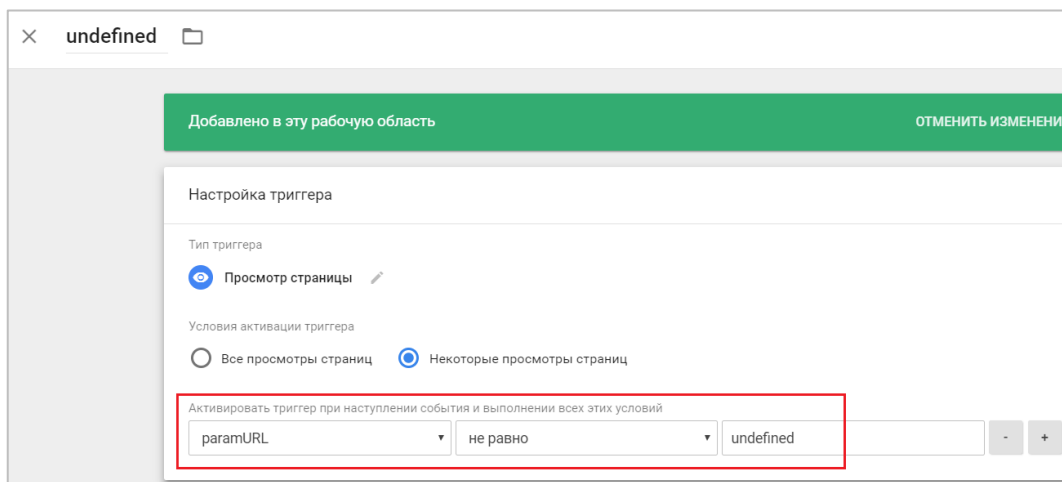 undefined
Добавлено в эту рабочую область ОТМЕНИТЬ ИЗМЕНЕНИ
Настройка триггера
Тип триггера
Просмотр страницы
Условия активации триггера
Все просмотры страниц Некоторые просмотры страниц
Активировать триггер при наступлении события и выполнении всех этих условий
paramURL не равно undefined - +